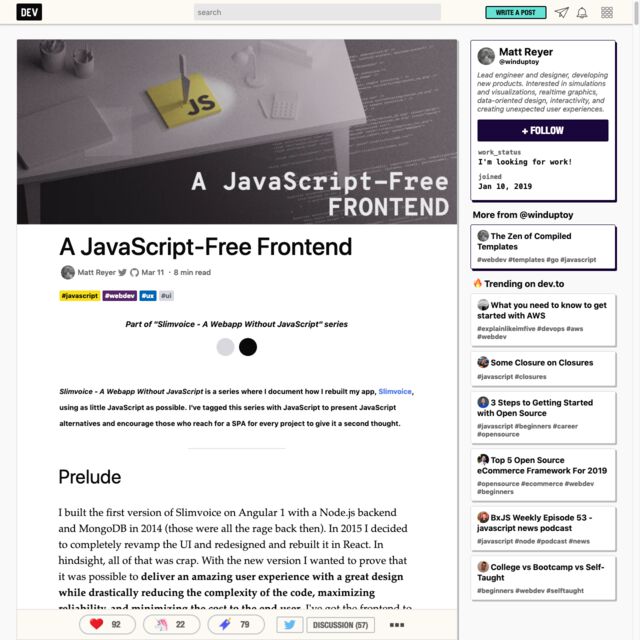 DEV
search
WRITE A POST
JS
A JavaScript-Free
FRONTEND
A JavaScript-Free Frontend
Matt Reyer Mar 11 · 8 min read
#javascript #webdev #ux #ui
Part of "Slimvoice - A Webapp Without JavaScript" series
Slimvoice - A Webapp Without JavaScript is a series where I document how I rebuilt my app, Slimvoice,
using as little JavaScript as possible. I've tagged this series with JavaScript to present JavaScript
alternatives and encourage those who reach for a SPA for every project to give it a second thought.
Prelude
I built the first version of Slimvoice on Angular 1 with a Node.js backend
and MongoDB in 2014 (those were all the rage back then). In 2015 I decided
to completely revamp the UI and redesigned and rebuilt it in React. In
hindsight, all of that was crap. With the new version I wanted to prove that
it was possible to deliver an amazing user experience with a great design
while drastically reducing the complexity of the code, maximizing
reliability, and minimizing the cost to the end user. I've got the frontend to
92
22
79
DISCUSSION (57)
Matt Reyer
@winduptoy
Lead engineer and designer, developing
new products. Interested in simulations
and visualizations, realtime graphics,
data-oriented design, interactivity, and
creating unexpected user experiences.
+ FOLLOW
work_status
I'm looking for work!
joined
Jan 10, 2019
More from @winduptoy
The Zen of Compiled
Templates
#webdev #templates #go #javascript
Trending on dev.to
What you need to know to get
started with AWS
#explainlikeimfive #devops #aws
#webdev
Some Closure on Closures
#javascript #closures
3 Steps to Getting Started
with Open Source
#javascript #beginners #career
#opensource
Top 5 Open Source
eCommerce Framework For 2019
#opensource #ecommerce #webdev
#beginners
BxJS Weekly Episode 53 -
javascript news podcast
#javascript #node #podcast #news
College vs Bootcamp vs Self-
Taught
#beginners #webdev #selftaught